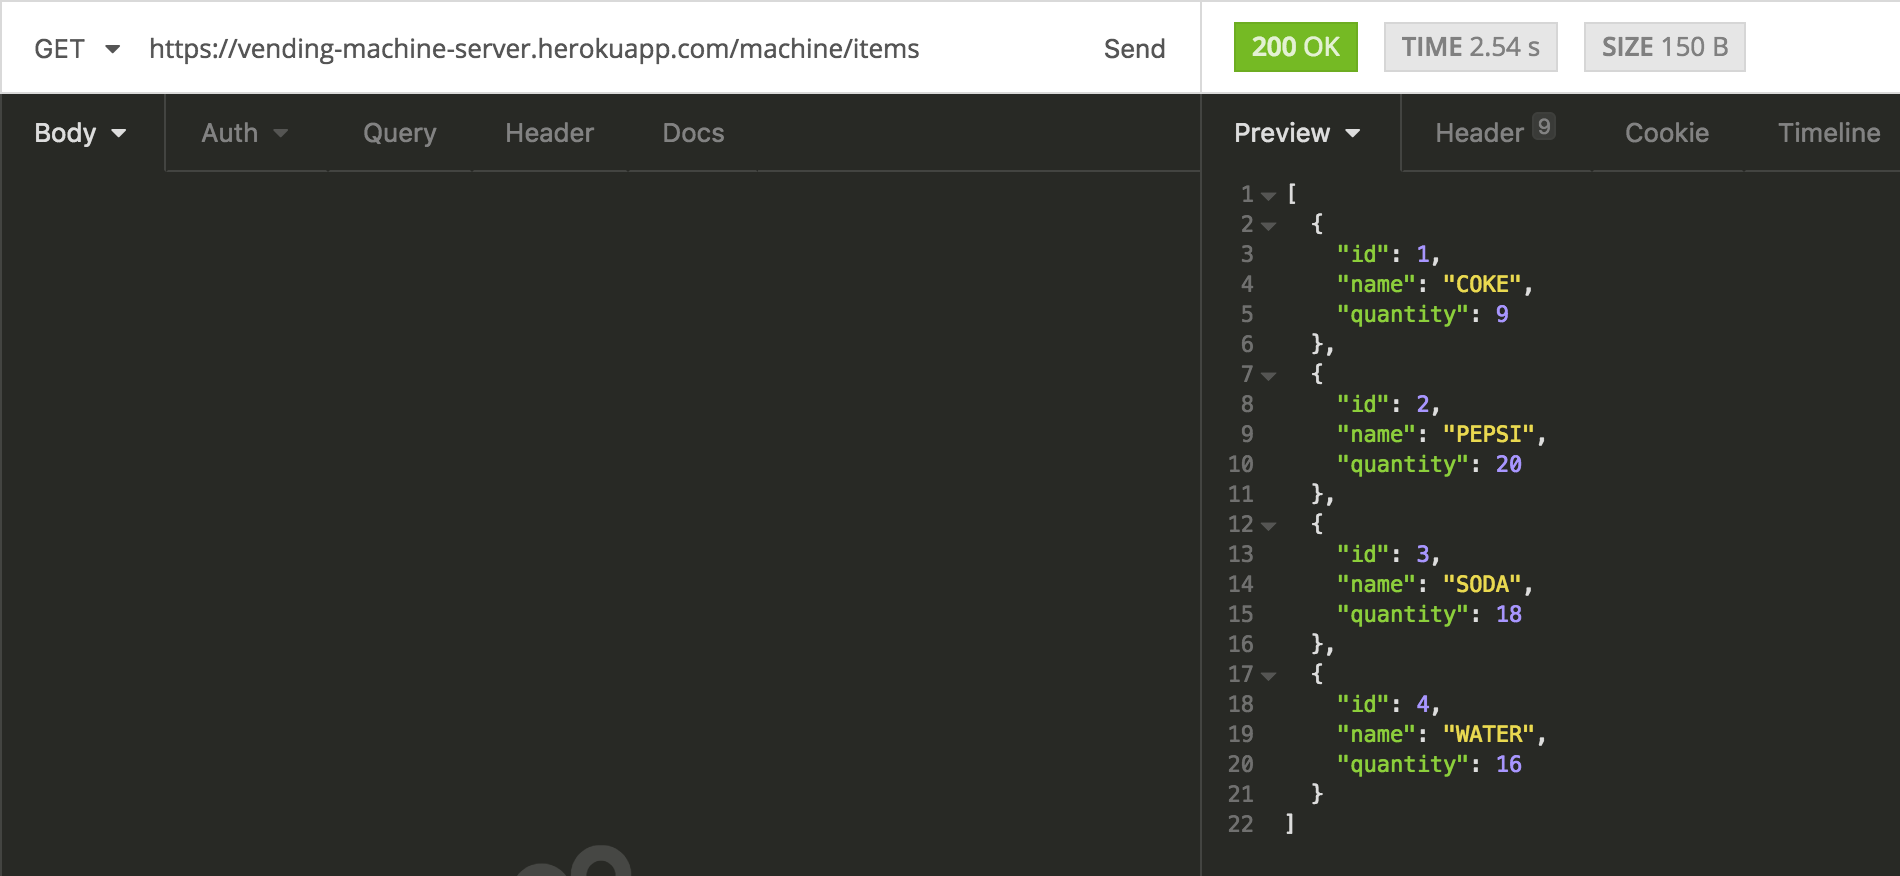 GET https://vending-machine-server.herokuapp.com/machine/items Send
200 OK TIME 2.54 s SIZE 150 B
Body Auth Query Header Docs
Preview Header 9 Cookie Timeline
1 [
2 {
3 "id": 1,
4 "name": "COKE",
5 "quantity": 9
6 },
7 {
8 "id": 2,
9 "name": "PEPSI",
10 "quantity": 20
11 },
12 {
13 "id": 3,
14 "name": "SODA",
15 "quantity": 18
16 },
17 {
18 "id": 4,
19 "name": "WATER",
20 "quantity": 16
21 }
22 ]